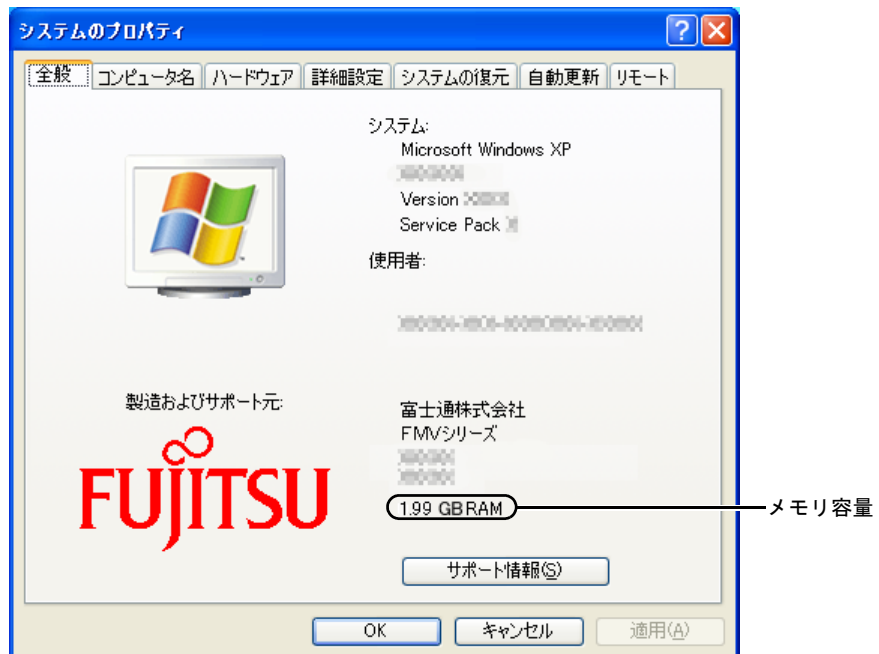 システムのプロパティ
全般 コンピュータ名 ハードウェア 詳細設定 システムの復元 自動更新 リモート
システム:
Microsoft Windows XP
Version
Service Pack
使用者:
製造およびサポート元:
富士通株式会社
FMVシリーズ
FUJITSU
1.99 GB RAM
メモリ容量
サポート情報(S)
OK キャンセル 適用(A)